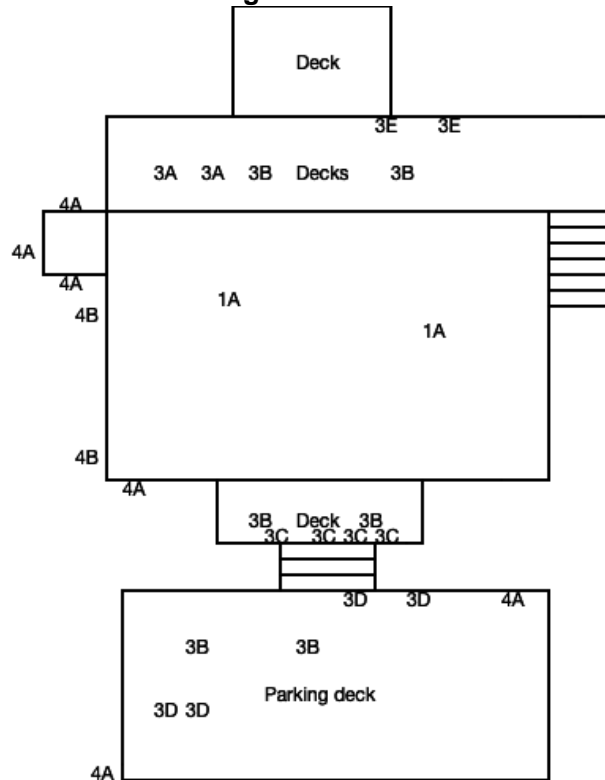 Deck
3E 3E
3A 3A 3B Decks 3B
4A
4A
4A
1A
4B
1A
4B
4A
3B Deck 3B
3C 3C 3C 3C
3D 3D 4A
3B 3B
Parking deck
3D 3D
4A